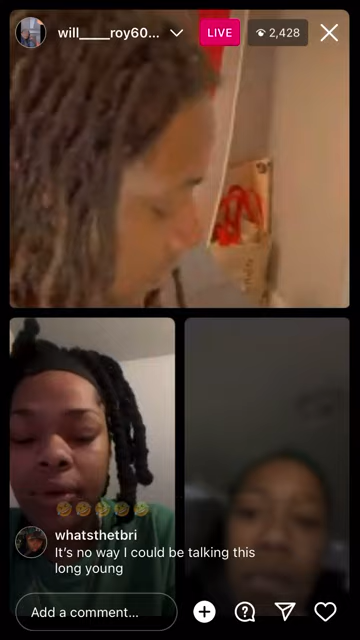 will____roy60...
LIVE
2,428
🤣🤣🤣🤣🤣
whatsthetbri
It's no way I could be talking this
long young
Add a comment...